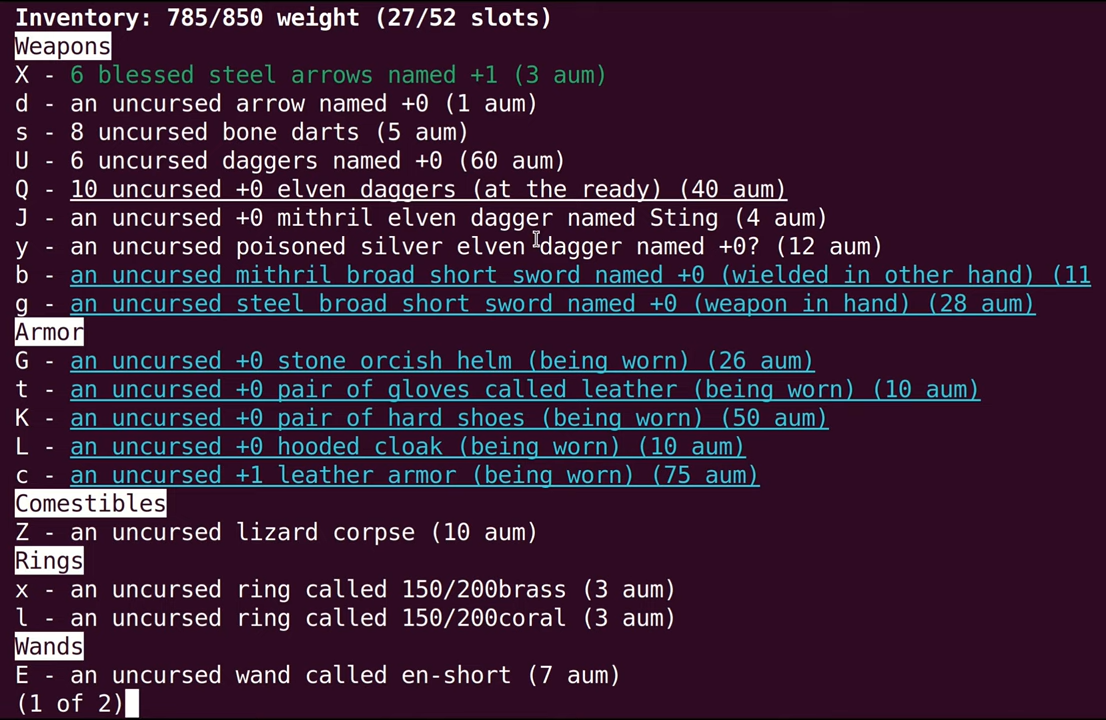 Inventory: 785/850 weight (27/52 slots)
Weapons
X - 6 blessed steel arrows named +1 (3 aum)
d - an uncursed arrow named +0 (1 aum)
s - 8 uncursed bone darts (5 aum)
U - 6 uncursed daggers named +0 (60 aum)
Q - 10 uncursed +0 elven daggers (at the ready) (40 aum)
J - an uncursed +0 mithril elven dagger named Sting (4 aum)
y - an uncursed poisoned silver elven dagger named +0? (12 aum)
b - an uncursed mithril broad short sword named +0 (wielded in other hand) (11
g - an uncursed steel broad short sword named +0 (weapon in hand) (28 aum)
Armor
G - an uncursed +0 stone orcish helm (being worn) (26 aum)
t - an uncursed +0 pair of gloves called leather (being worn) (10 aum)
K - an uncursed +0 pair of hard shoes (being worn) (50 aum)
L - an uncursed +0 hooded cloak (being worn) (10 aum)
c - an uncursed +1 leather armor (being worn) (75 aum)
Comestibles
Z - an uncursed lizard corpse (10 aum)
Rings
x - an uncursed ring called 150/200brass (3 aum)
l - an uncursed ring called 150/200coral (3 aum)
Wands
E - an uncursed wand called en-short (7 aum)
(1 of 2)